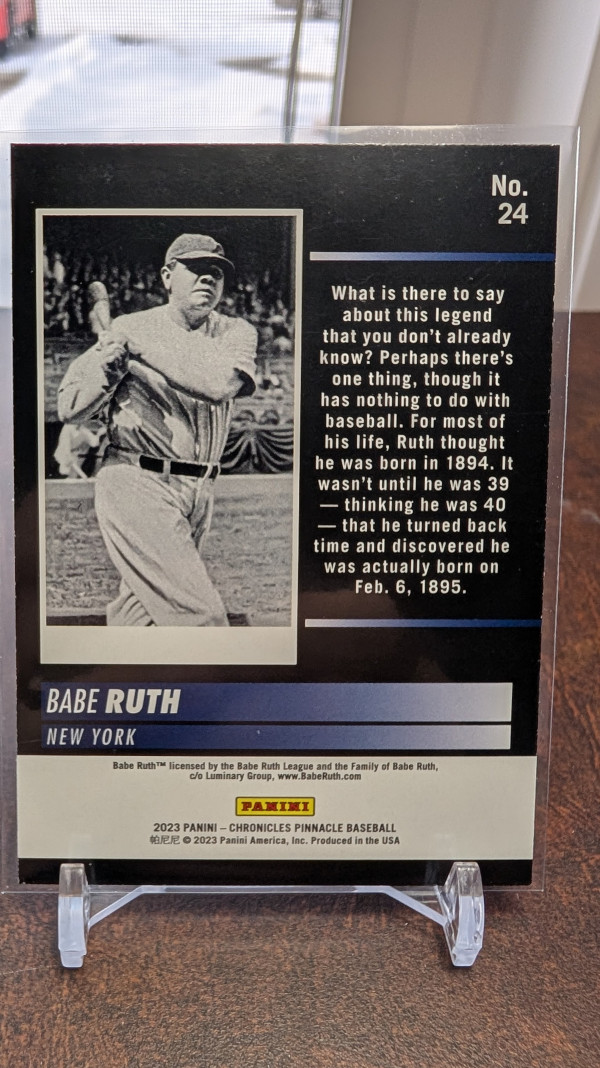 No.
24
What is there to say
about this legend
that you don't already
know? Perhaps there's
one thing, though it
has nothing to do with
baseball. For most of
his life, Ruth thought
he was born in 1894. It
wasn't until he was 39
— thinking he was 40
— that he turned back
time and discovered he
was actually born on
Feb. 6, 1895.
BABE RUTH
NEW YORK
Babe Ruth™ licensed by the Babe Ruth League and the Family of Babe Ruth,
c/o Luminary Group, www.BabeRuth.com
PANINI
2023 PANINI – CHRONICLES PINNACLE BASEBALL
帕尼尼 © 2023 Panini America, Inc. Produced in the USA